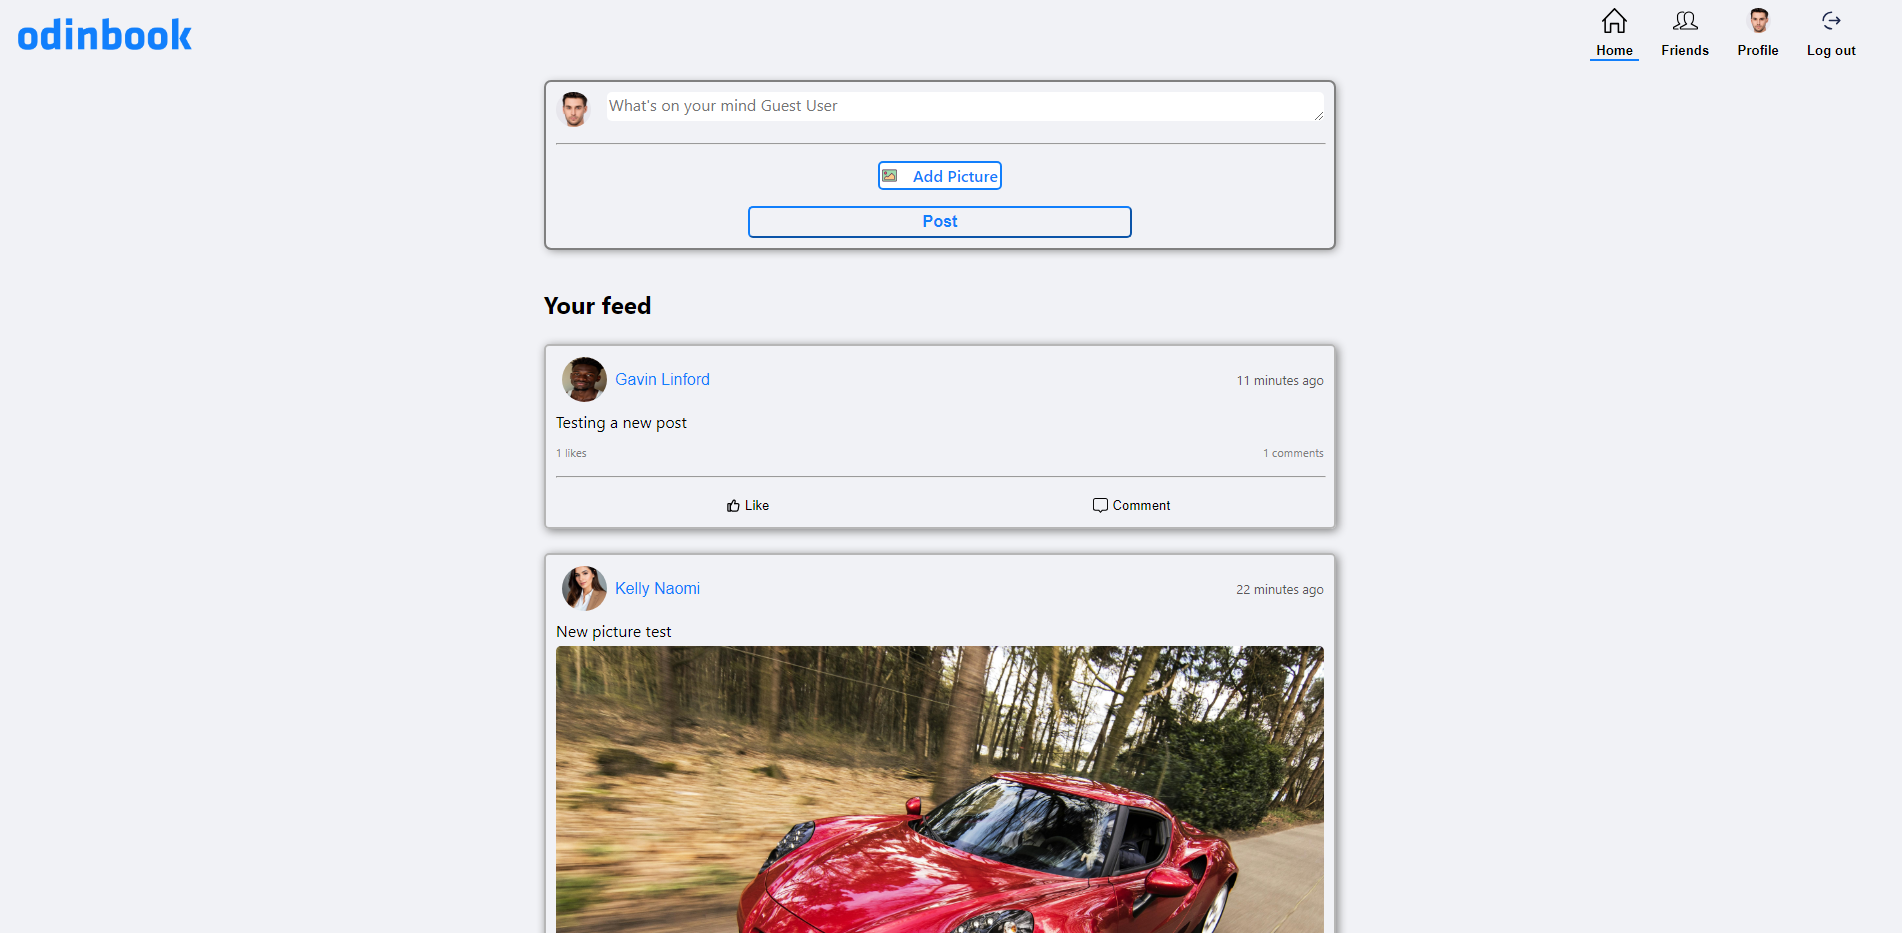 odinbook
Home
Friends
Profile
Log out
What's on your mind Guest User
Add Picture
Post
Your feed
Gavin Linford
11 minutes ago
Testing a new post
1 likes
1 comments
Like
Comment
Kelly Naomi
22 minutes ago
New picture test